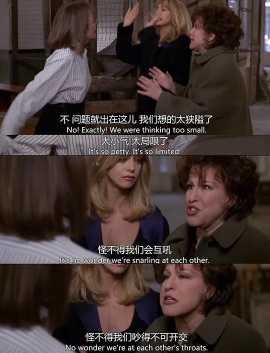 不 问题就出在这儿 我们想的太狭隘了
No! Exactly! We were thinking too small.
太小气 太局限了
It's so petty. It's so limited.
怪不得我们会互吼
It's no wonder we're snarling at each other.
怪不得我们吵得不可开交
No wonder we're at each other's throats.